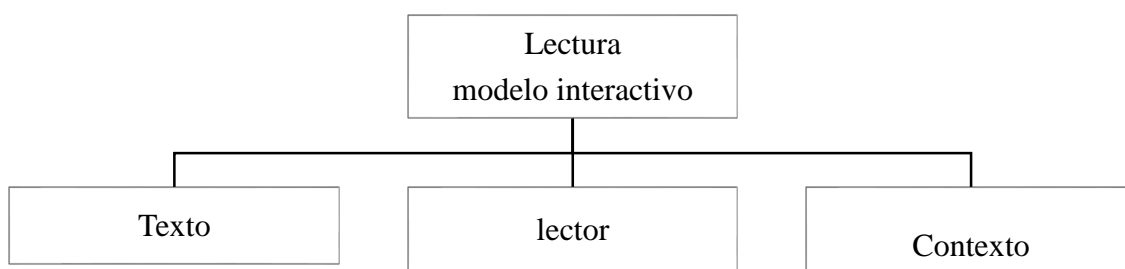 Lectura
modelo interactivo
Texto
lector
Contexto